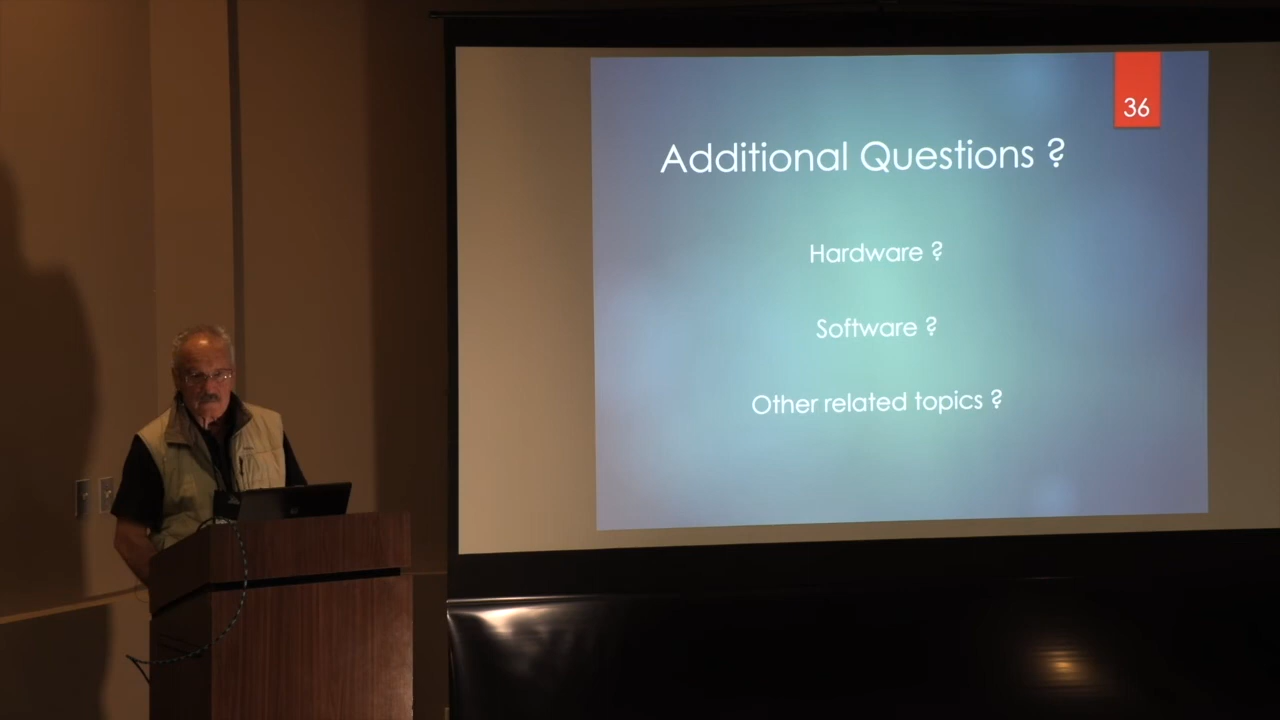 36
Additional Questions ?
Hardware ?
Software ?
Other related topics ?